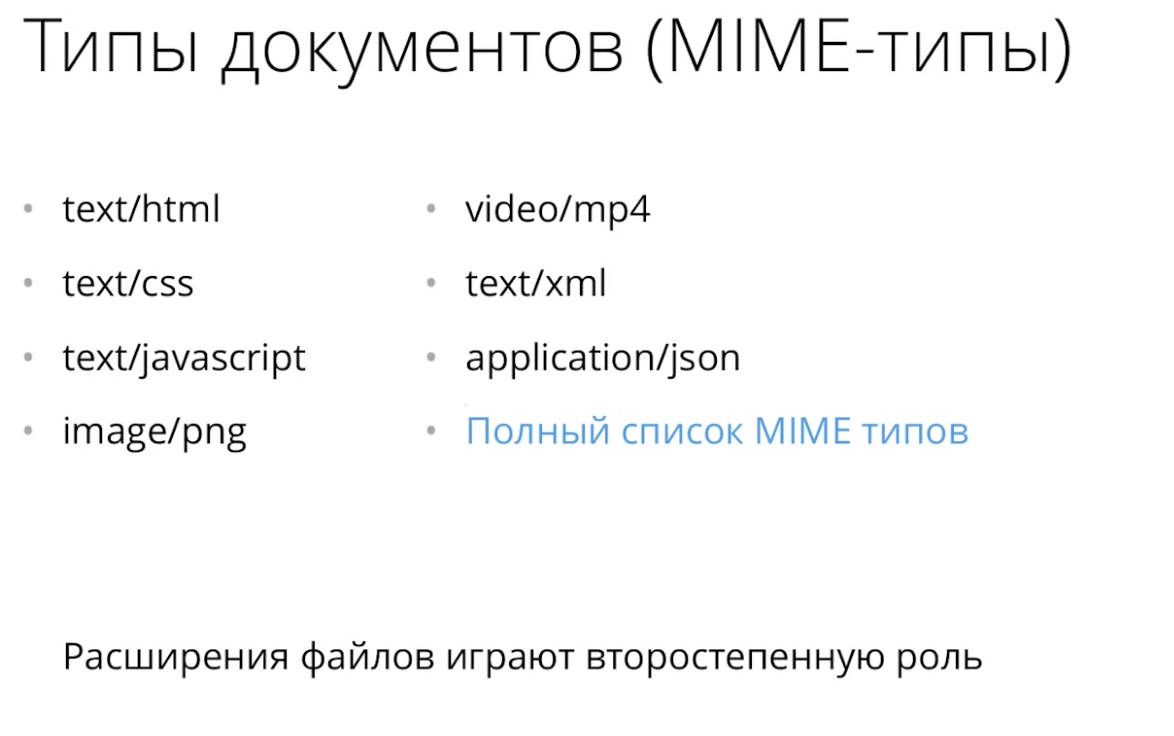 Типы документов (MIME-типы)
text/html
text/css
text/javascript
image/png
video/mp4
text/xml
application/json
Полный список MIME типов
Расширения файлов играют второстепенную роль